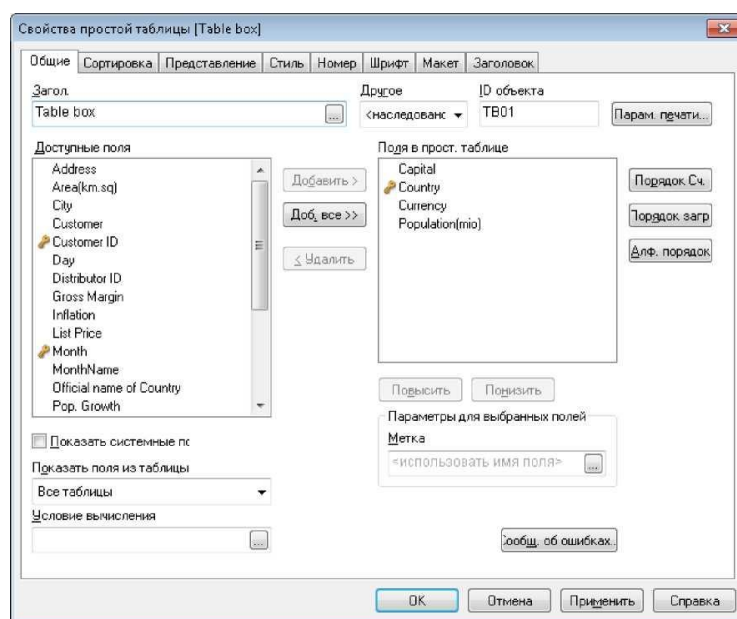 Свойства простой таблицы [Table box]
Общие Сортировка Представление Стиль Номер Шрифт Макет Заголовок
Загол. Другое ID объекта
Table box ... <наследованс TB01 Парам. печати...
Доступные поля Поля в прост. таблице
Address
Area(km.sq)
City
Customer
Customer ID
Day
Distributor ID
Gross Margin
Inflation
List Price
Month
MonthName
Official name of Country
Pop. Growth
Добавить >
Доб. все >>
< Удалить
Capital
Country
Currency
Population(mio)
Порядок Сч.
Порядок загр
Алф. порядок
Повысить Понизить
Параметры для выбранных полей
Метка
<использовать имя поля> ...
Показать системные пс
Показать поля из таблицы
Все таблицы
Условие вычисления
...
Сообщ. об ошибках..
OK Отмена Применить Справка